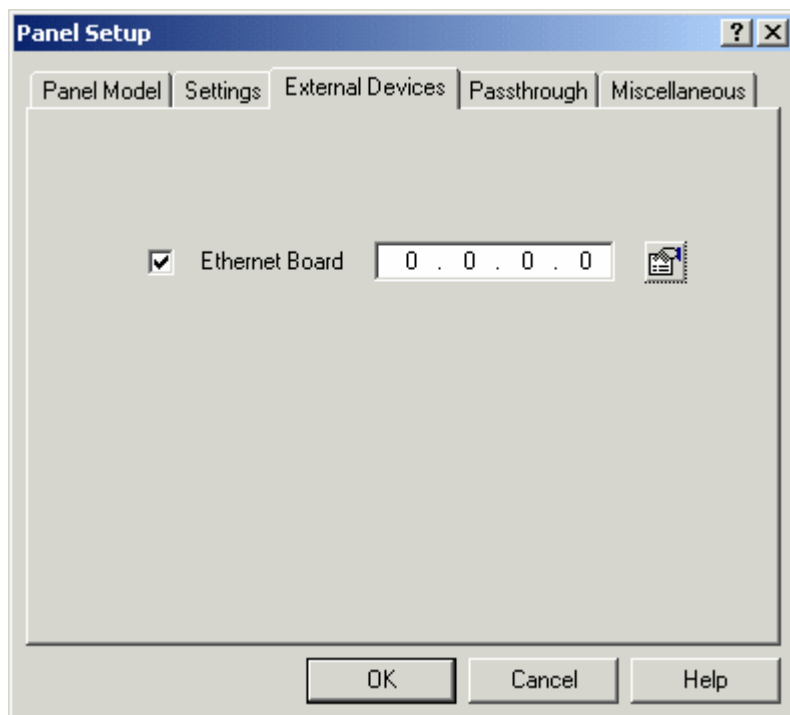 Panel Setup
Panel Model Settings External Devices Passthrough Miscellaneous
Ethernet Board 0 . 0 . 0 . 0
OK Cancel Help